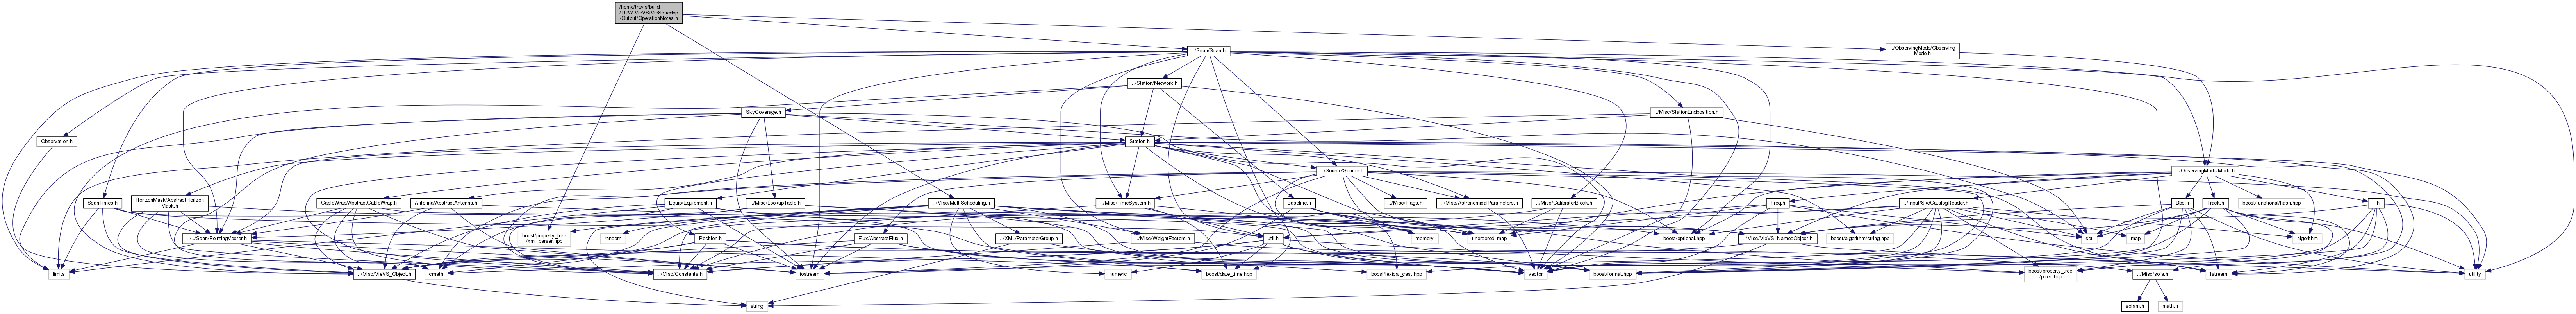 /home/travis/build
/TUW-VieVS/VieSchedpp
/Output/OperationNotes.h
../Scan/Scan.h
../ObservingMode/Observing
Mode.h
../Station/Network.h
SkyCoverage.h
../Misc/StationEndposition.h
Observation.h
Station.h
../Source/Source.h
../ObservingMode/Mode.h
ScanTimes.h
HorizonMask/AbstractHorizon
Mask.h
CableWrap/AbstractCableWrap.h
Antenna/AbstractAntenna.h
Equip/Equipment.h
../Misc/LookupTable.h
../Misc/MultiScheduling.h
../Misc/TimeSystem.h
Baseline.h
../Misc/Flags.h
../Misc/AstronomicalParameters.h
../Misc/CalibratorBlock.h
Freq.h
../Input/SkdCatalogReader.h
Bbc.h
Track.h
boost/functional/hash.hpp
If.h
../../Scan/PointingVector.h
boost/property_tree
/xml_parser.hpp
random
Position.h
Flux/AbstractFlux.h
../XML/ParameterGroup.h
../Misc/WeightFactors.h
util.h
memory
unordered_map
boost/optional.hpp
../Misc/VieVS_NamedObject.h
boost/algorithm/string.hpp
set
map
algorithm
limits
../Misc/VieVS_Object.h
cmath
../Misc/Constants.h
iostream
numeric
boost/date_time.hpp
boost/lexical_cast.hpp
vector
boost/format.hpp
boost/property_tree
/ptree.hpp
../Misc/sofa.h
fstream
utility
string
sofam.h
math.h